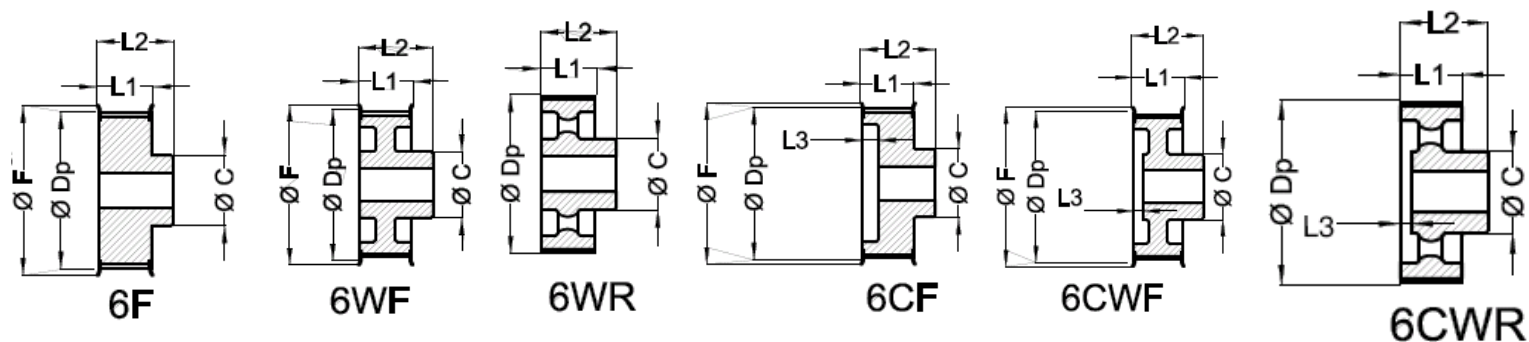 L2
L1
Ø F
Ø Dp
Ø C
6F
L2
L1
Ø F
Ø Dp
Ø C
6WF
L2
L1
Ø Dp
Ø C
6WR
L2
L1
L3
Ø F
Ø Dp
Ø C
6CF
L2
L1
Ø F
Ø Dp
L3
Ø C
6CWF
L2
L1
Ø Dp
L3
Ø C
6CWR